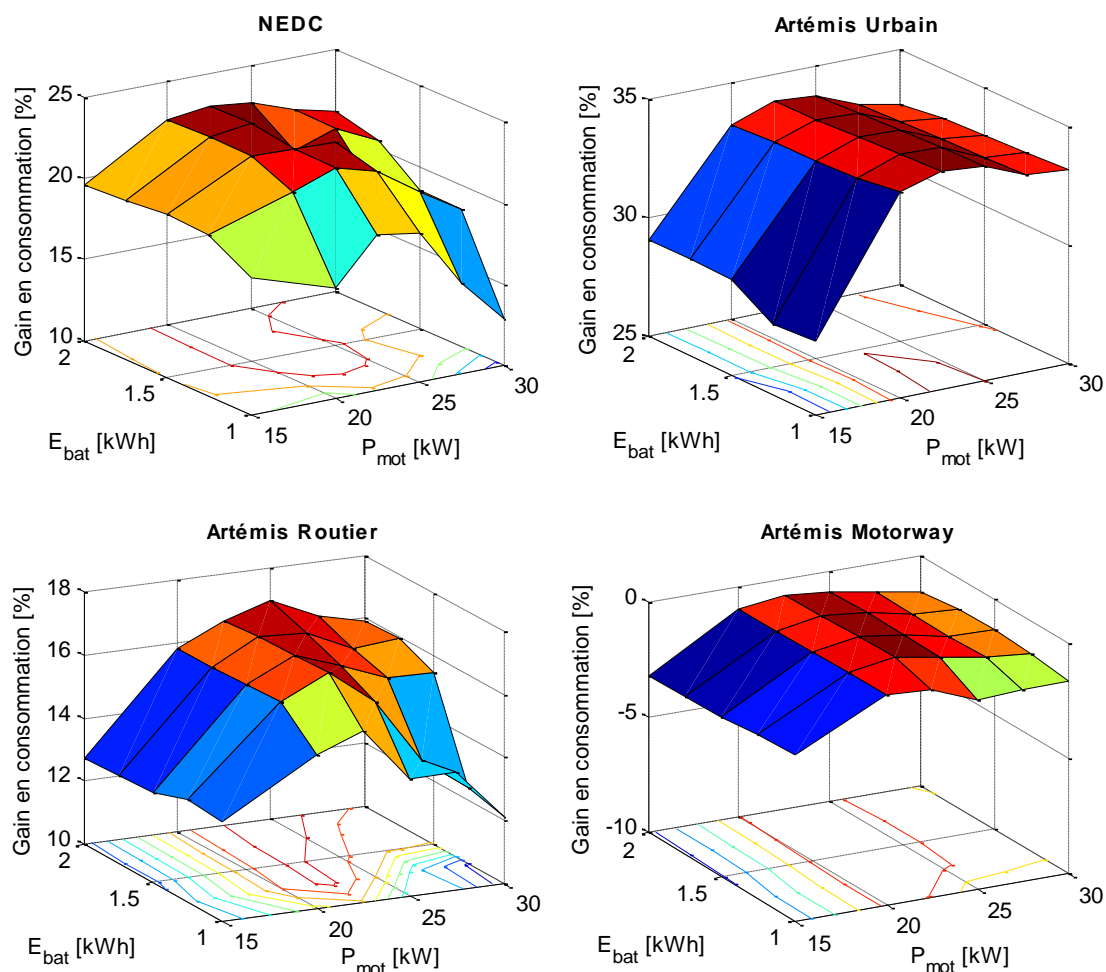 NEDC
Gain en consommation [%]
25
20
15
10
2
1.5
1
E_bat [kWh]
15
20
25
30
P_mot [kW]
Artémis Urbain
Gain en consommation [%]
35
30
25
2
1.5
1
E_bat [kWh]
15
20
25
30
P_mot [kW]
Artémis Routier
Gain en consommation [%]
18
16
14
12
10
2
1.5
1
E_bat [kWh]
15
20
25
30
P_mot [kW]
Artémis Motorway
Gain en consommation [%]
0
-5
-10
2
1.5
1
E_bat [kWh]
15
20
25
30
P_mot [kW]